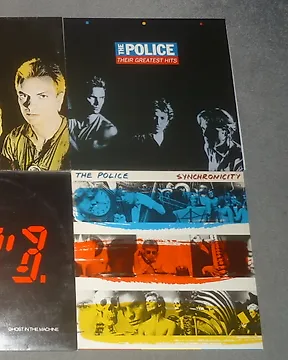 THE POLICE
THEIR GREATEST HITS
THE POLICE SYNCHRONICITY
GHOST IN THE MACHINE